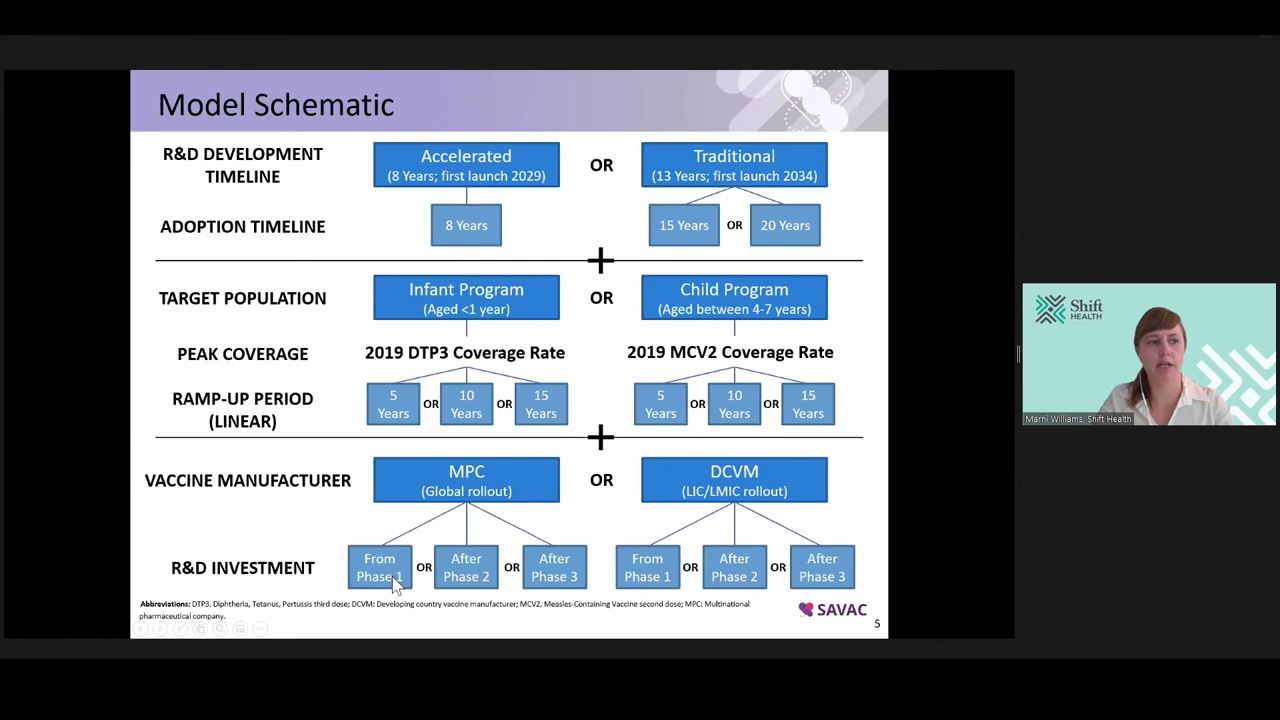 Model Schematic
R&D DEVELOPMENT
TIMELINE
Accelerated
(8 Years; first launch 2029)
OR
Traditional
(13 Years; first launch 2034)
ADOPTION TIMELINE
8 Years
15 Years
OR
20 Years
+
TARGET POPULATION
Infant Program
(Aged <1 year)
OR
Child Program
(Aged between 4-7 years)
PEAK COVERAGE
2019 DTP3 Coverage Rate
2019 MCV2 Coverage Rate
RAMP-UP PERIOD
(LINEAR)
5
Years
OR
10
Years
OR
15
Years
5
Years
OR
10
Years
OR
15
Years
+
VACCINE MANUFACTURER
MPC
(Global rollout)
OR
DCVM
(LIC/LMIC rollout)
R&D INVESTMENT
From
Phase 1
OR
After
Phase 2
OR
After
Phase 3
From
Phase 1
OR
After
Phase 2
OR
After
Phase 3
Abbreviations: DTP3, Diphtheria, Tetanus, Pertussis third dose; DCVM: Developing country vaccine manufacturer; MCV2, Measles-Containing Vaccine second dose; MPC: Multinational
pharmaceutical company.
SAVAC
5
Shift
HEALTH
Marni Williams, Shift Health